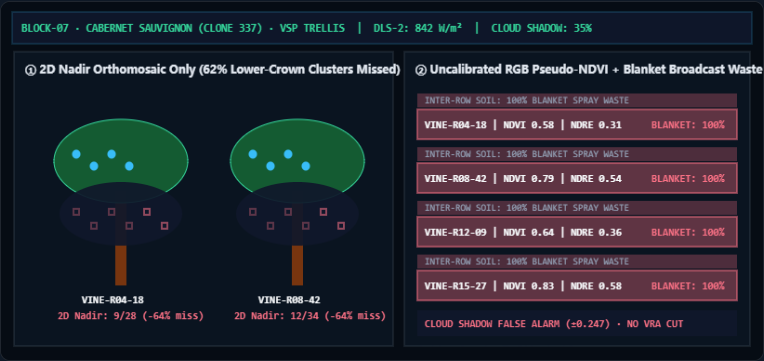 BLOCK-07 · CABERNET SAUVIGNON (CLONE 337) · VSP TRELLIS | DLS-2: 842 W/m² | CLOUD SHADOW: 35%
① 2D Nadir Orthomosaic Only (62% Lower-Crown Clusters Missed)
VINE-R04-18
2D Nadir: 9/28 (-64% miss)
VINE-R08-42
2D Nadir: 12/34 (-64% miss)
② Uncalibrated RGB Pseudo-NDVI + Blanket Broadcast Waste
INTER-ROW SOIL: 100% BLANKET SPRAY WASTE
VINE-R04-18 | NDVI 0.58 | NDRE 0.31 BLANKET: 100%
INTER-ROW SOIL: 100% BLANKET SPRAY WASTE
VINE-R08-42 | NDVI 0.79 | NDRE 0.54 BLANKET: 100%
INTER-ROW SOIL: 100% BLANKET SPRAY WASTE
VINE-R12-09 | NDVI 0.64 | NDRE 0.36 BLANKET: 100%
INTER-ROW SOIL: 100% BLANKET SPRAY WASTE
VINE-R15-27 | NDVI 0.83 | NDRE 0.58 BLANKET: 100%
CLOUD SHADOW FALSE ALARM (±0.247) · NO VRA CUT